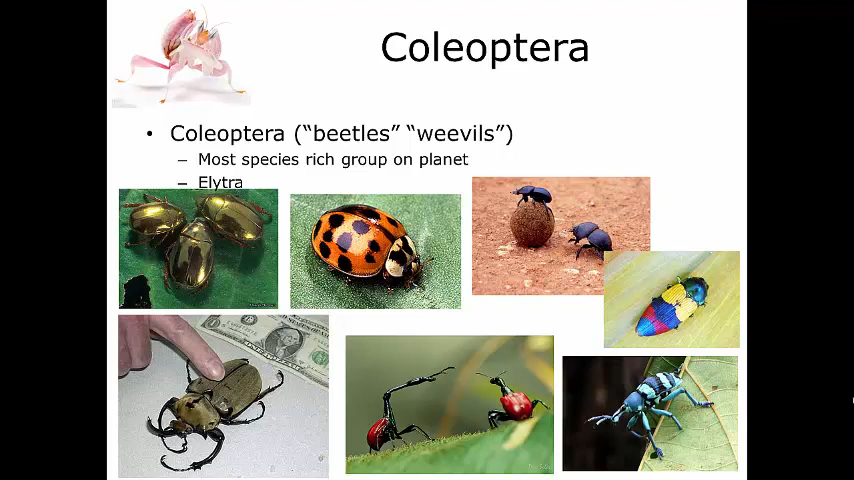 Coleoptera
• Coleoptera (“beetles” “weevils”)
– Most species rich group on planet
– Elytra